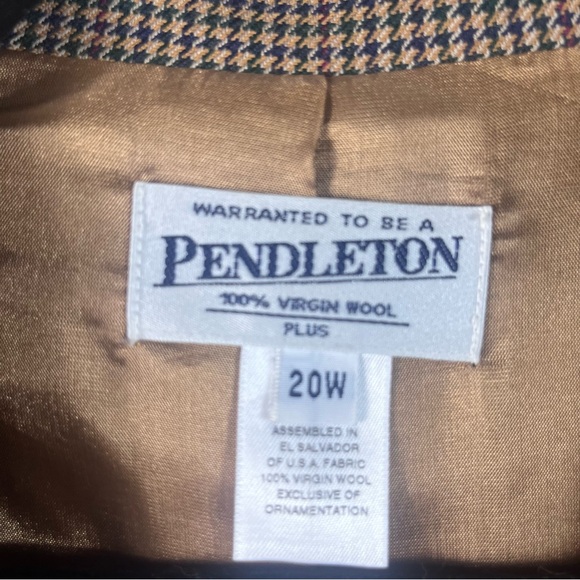 WARRANTED TO BE A
PENDLETON
100% VIRGIN WOOL
PLUS
20W
ASSEMBLED IN
EL SALVADOR
OF U.S.A. FABRIC
100% VIRGIN WOOL
EXCLUSIVE OF
ORNAMENTATION